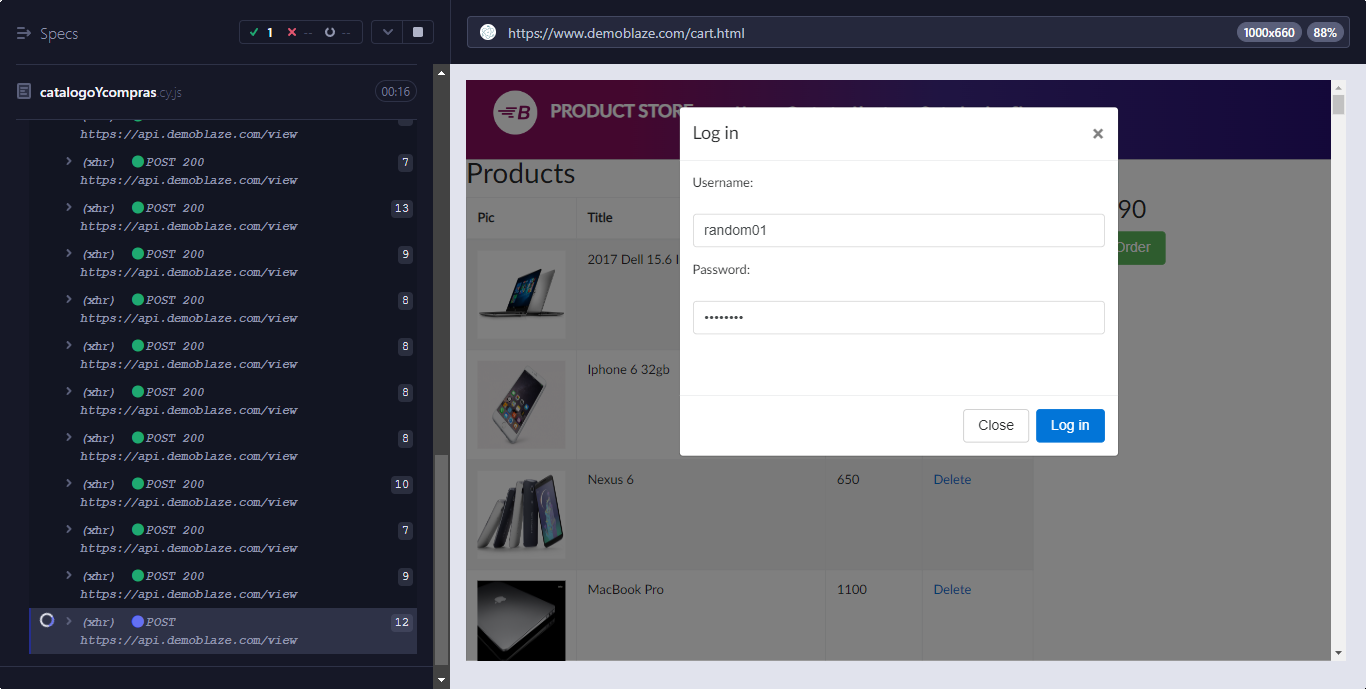 Specs
1
--
--
https://www.demoblaze.com/cart.html
1000x660
88%
catalogoYcompras cy.js
00:16
https://api.demoblaze.com/view
(xhr) POST 200 7
https://api.demoblaze.com/view
(xhr) POST 200 13
https://api.demoblaze.com/view
(xhr) POST 200 9
https://api.demoblaze.com/view
(xhr) POST 200 8
https://api.demoblaze.com/view
(xhr) POST 200 8
https://api.demoblaze.com/view
(xhr) POST 200 8
https://api.demoblaze.com/view
(xhr) POST 200 8
https://api.demoblaze.com/view
(xhr) POST 200 10
https://api.demoblaze.com/view
(xhr) POST 200 7
https://api.demoblaze.com/view
(xhr) POST 200 9
https://api.demoblaze.com/view
(xhr) POST 12
https://api.demoblaze.com/view
B PRODUCT STORE
Log in
×
Username:
random01
Password:
••••••••
Close
Log in
Products
90
Order
Pic Title
2017 Dell 15.6 I
Iphone 6 32gb
Nexus 6 650 Delete
MacBook Pro 1100 Delete